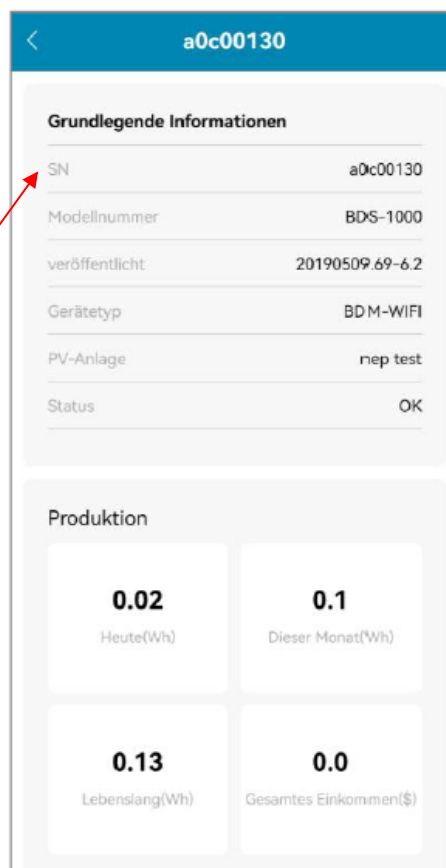 a0c00130
Grundlegende Informationen
SN a0c00130
Modellnummer BDS-1000
veröffentlicht 20190509.69-6.2
Gerätetyp BDM-WIFI
PV-Anlage nep test
Status OK
Produktion
0.02 0.1
Heute(Wh) Dieser Monat(Wh)
0.13 0.0
Lebenslang(Wh) Gesamtes Einkommen($)